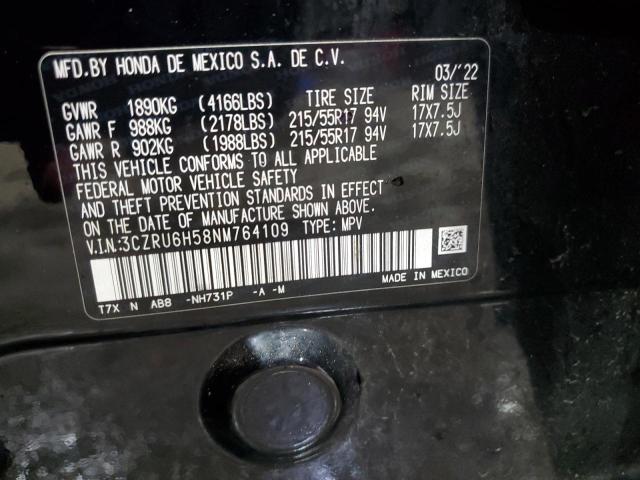 MFD.BY HONDA DE MEXICO S.A. DE C.V.
03/'22
GVWR 1890KG (4166LBS) TIRE SIZE RIM SIZE
GAWR F 988KG (2178LBS) 215/55R17 94V 17X7.5J
GAWR R 902KG (1988LBS) 215/55R17 94V 17X7.5J
THIS VEHICLE CONFORMS TO ALL APPLICABLE
FEDERAL MOTOR VEHICLE SAFETY
AND THEFT PREVENTION STANDARDS IN EFFECT
ON THE DATE OF MANUFACTURE SHOWN ABOVE.
V.I.N.:3CZRU6H58NM764109 TYPE: MPV
T7X N AB8 -NH731P -A -M MADE IN MEXICO